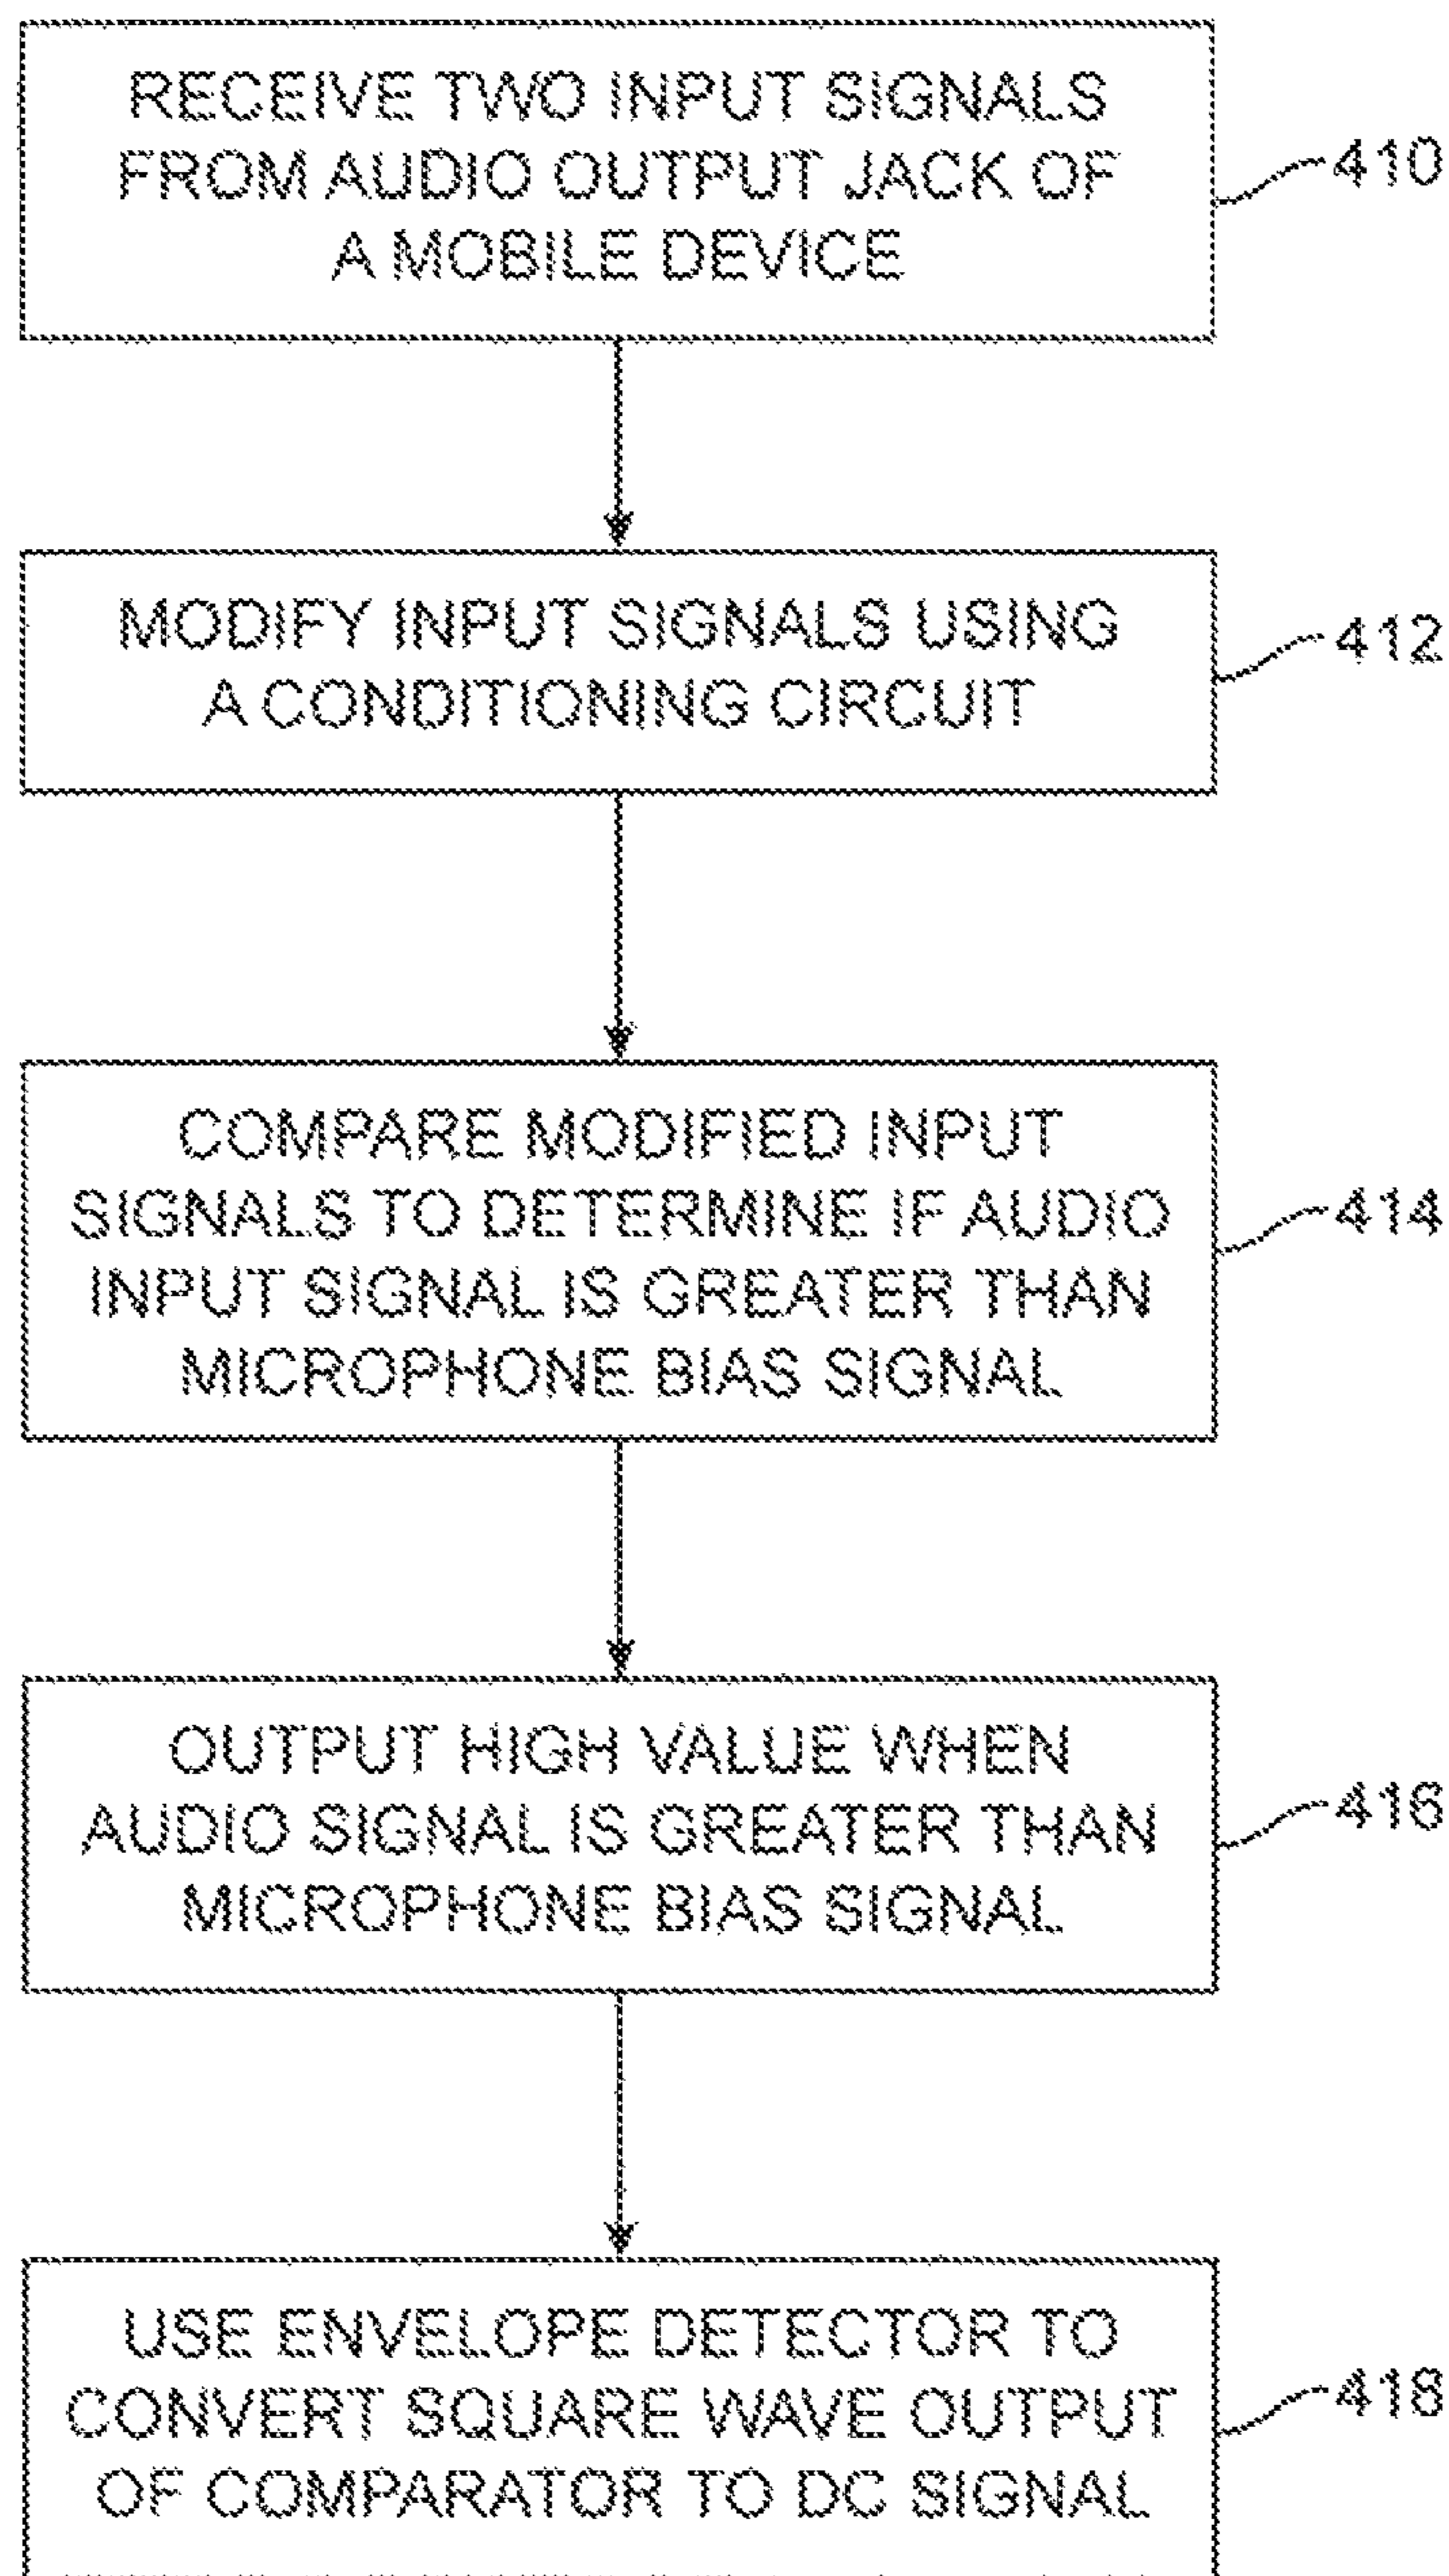 RECEIVE TWO INPUT SIGNALS
FROM AUDIO OUTPUT JACK OF
A MOBILE DEVICE
410
MODIFY INPUT SIGNALS USING
A CONDITIONING CIRCUIT
412
COMPARE MODIFIED INPUT
SIGNALS TO DETERMINE IF AUDIO
INPUT SIGNAL IS GREATER THAN
MICROPHONE BIAS SIGNAL
414
OUTPUT HIGH VALUE WHEN
AUDIO SIGNAL IS GREATER THAN
MICROPHONE BIAS SIGNAL
416
USE ENVELOPE DETECTOR TO
CONVERT SQUARE WAVE OUTPUT
OF COMPARATOR TO DC SIGNAL
418